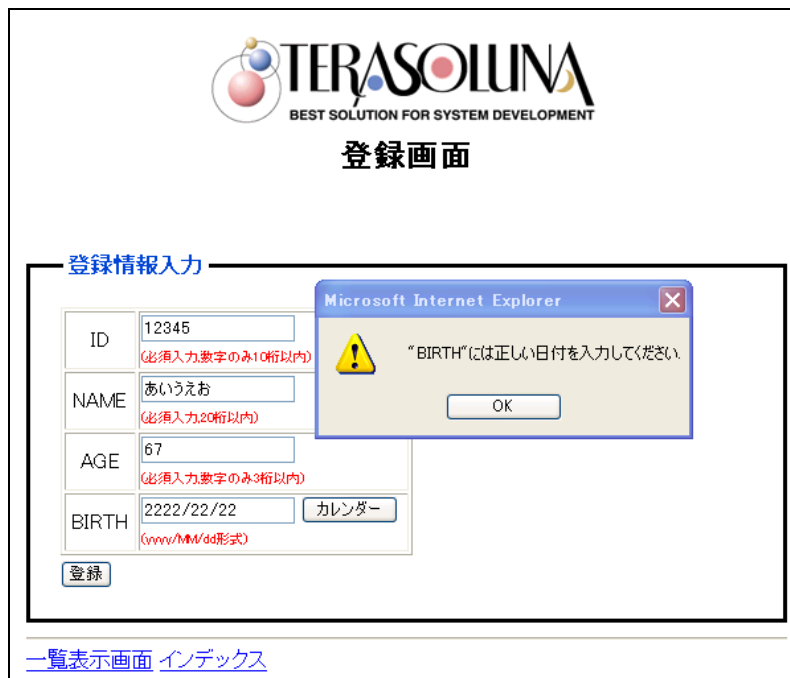 TERASOLUNA
BEST SOLUTION FOR SYSTEM DEVELOPMENT
登録画面
登録情報入力
Microsoft Internet Explorer
"BIRTH"には正しい日付を入力してください.
OK
ID
12345
(必須入力,数字のみ10桁以内)
NAME
あいうえお
(必須入力,20桁以内)
AGE
67
(必須入力,数字のみ3桁以内)
BIRTH
2222/22/22
カレンダー
(yyyy/MM/dd形式)
登録
一覧表示画面 インデックス